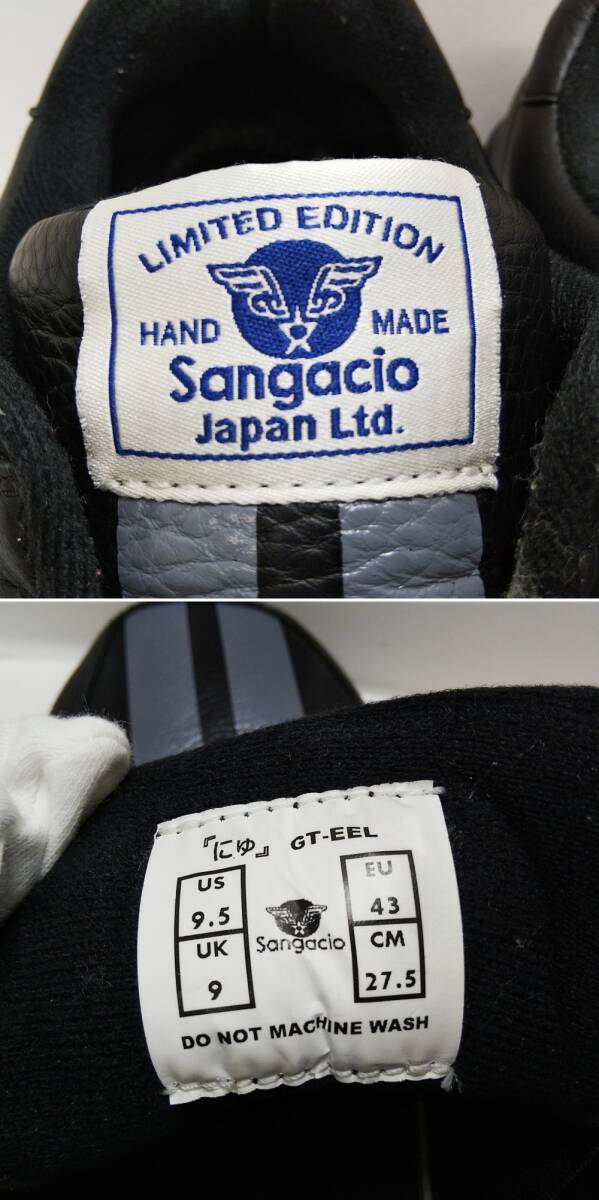 LIMITED EDITION
HAND MADE
Sangacio
Japan Ltd.
『にゅ』 GT-EEL
US
9.5
UK
9
Sangacio
EU
43
CM
27.5
DO NOT MACHINE WASH